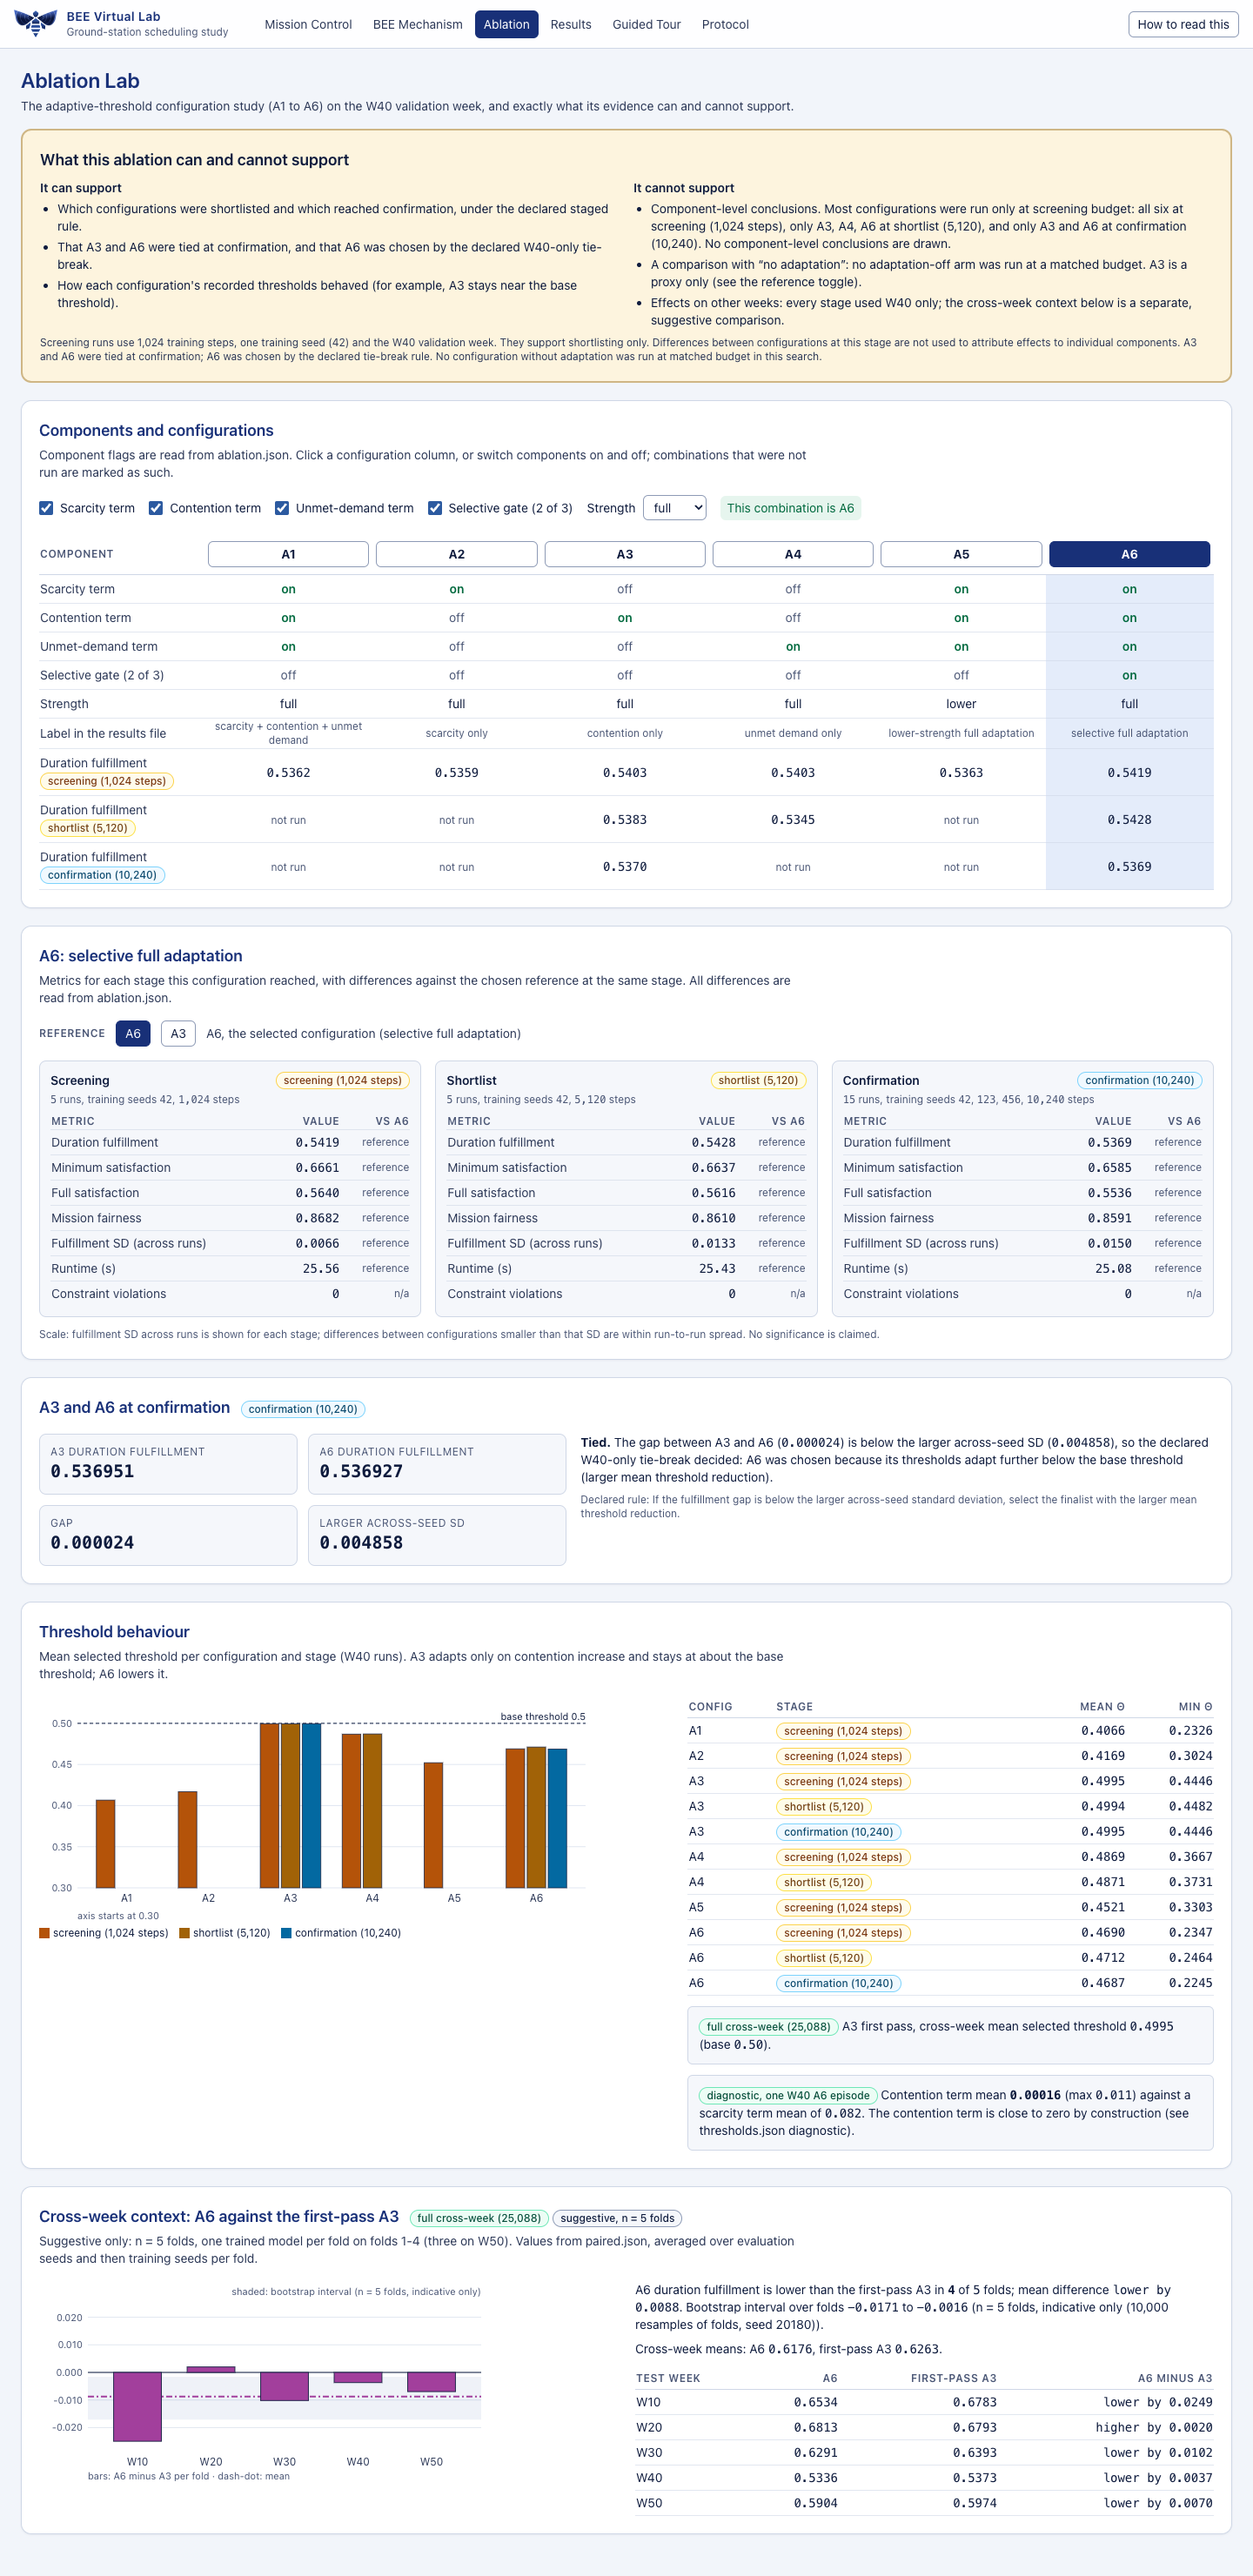 BEE Virtual Lab
Ground-station scheduling study
Mission Control
BEE Mechanism
Ablation
Results
Guided Tour
Protocol
How to read this
Ablation Lab
The adaptive-threshold configuration study (A1 to A6) on the W40 validation week, and exactly what its evidence can and cannot support.
What this ablation can and cannot support
It can support
• Which configurations were shortlisted and which reached confirmation, under the declared staged
rule.
• That A3 and A6 were tied at confirmation, and that A6 was chosen by the declared W40-only tie-
break.
• How each configuration's recorded thresholds behaved (for example, A3 stays near the base
threshold).
It cannot support
• Component-level conclusions. Most configurations were run only at screening budget: all six at
screening (1,024 steps), only A3, A4, A6 at shortlist (5,120), and only A3 and A6 at confirmation
(10,240). No component-level conclusions are drawn.
• A comparison with “no adaptation”: no adaptation-off arm was run at a matched budget. A3 is a
proxy only (see the reference toggle).
• Effects on other weeks: every stage used W40 only; the cross-week context below is a separate,
suggestive comparison.
Screening runs use 1,024 training steps, one training seed (42) and the W40 validation week. They support shortlisting only. Differences between configurations at this stage are not used to attribute effects to individual components. A3
and A6 were tied at confirmation; A6 was chosen by the declared tie-break rule. No configuration without adaptation was run at matched budget in this search.
Components and configurations
Component flags are read from ablation.json. Click a configuration column, or switch components on and off; combinations that were not
run are marked as such.
Scarcity term Contention term Unmet-demand term Selective gate (2 of 3) Strength full This combination is A6
COMPONENT A1 A2 A3 A4 A5 A6
Scarcity term on on off off on on
Contention term on off on off on on
Unmet-demand term on off off on on on
Selective gate (2 of 3) off off off off off on
Strength full full full full lower full
Label in the results file scarcity + contention + unmet demand scarcity only contention only unmet demand only lower-strength full adaptation selective full adaptation
Duration fulfillment
screening (1,024 steps) 0.5362 0.5359 0.5403 0.5403 0.5363 0.5419
Duration fulfillment
shortlist (5,120) not run not run 0.5383 0.5345 not run 0.5428
Duration fulfillment
confirmation (10,240) not run not run 0.5370 not run not run 0.5369
A6: selective full adaptation
Metrics for each stage this configuration reached, with differences against the chosen reference at the same stage. All differences are
read from ablation.json.
REFERENCE A6 A3 A6, the selected configuration (selective full adaptation)
Screening screening (1,024 steps)
5 runs, training seeds 42, 1,024 steps
METRIC VALUE VS A6
Duration fulfillment 0.5419 reference
Minimum satisfaction 0.6661 reference
Full satisfaction 0.5640 reference
Mission fairness 0.8682 reference
Fulfillment SD (across runs) 0.0066 reference
Runtime (s) 25.56 reference
Constraint violations 0 n/a
Shortlist shortlist (5,120)
5 runs, training seeds 42, 5,120 steps
METRIC VALUE VS A6
Duration fulfillment 0.5428 reference
Minimum satisfaction 0.6637 reference
Full satisfaction 0.5616 reference
Mission fairness 0.8610 reference
Fulfillment SD (across runs) 0.0133 reference
Runtime (s) 25.43 reference
Constraint violations 0 n/a
Confirmation confirmation (10,240)
15 runs, training seeds 42, 123, 456, 10,240 steps
METRIC VALUE VS A6
Duration fulfillment 0.5369 reference
Minimum satisfaction 0.6585 reference
Full satisfaction 0.5536 reference
Mission fairness 0.8591 reference
Fulfillment SD (across runs) 0.0150 reference
Runtime (s) 25.08 reference
Constraint violations 0 n/a
Scale: fulfillment SD across runs is shown for each stage; differences between configurations smaller than that SD are within run-to-run spread. No significance is claimed.
A3 and A6 at confirmation confirmation (10,240)
A3 DURATION FULFILLMENT
0.536951
A6 DURATION FULFILLMENT
0.536927
GAP
0.000024
LARGER ACROSS-SEED SD
0.004858
Tied. The gap between A3 and A6 (0.000024) is below the larger across-seed SD (0.004858), so the declared
W40-only tie-break decided: A6 was chosen because its thresholds adapt further below the base threshold
(larger mean threshold reduction).
Declared rule: If the fulfillment gap is below the larger across-seed standard deviation, select the finalist with the larger mean
threshold reduction.
Threshold behaviour
Mean selected threshold per configuration and stage (W40 runs). A3 adapts only on contention increase and stays at about the base
threshold; A6 lowers it.
base threshold 0.5
0.50
0.45
0.40
0.35
0.30
A1 A2 A3 A4 A5 A6
axis starts at 0.30
screening (1,024 steps) shortlist (5,120) confirmation (10,240)
CONFIG STAGE MEAN Θ MIN Θ
A1 screening (1,024 steps) 0.4066 0.2326
A2 screening (1,024 steps) 0.4169 0.3024
A3 screening (1,024 steps) 0.4995 0.4446
A3 shortlist (5,120) 0.4994 0.4482
A3 confirmation (10,240) 0.4995 0.4446
A4 screening (1,024 steps) 0.4869 0.3667
A4 shortlist (5,120) 0.4871 0.3731
A5 screening (1,024 steps) 0.4521 0.3303
A6 screening (1,024 steps) 0.4690 0.2347
A6 shortlist (5,120) 0.4712 0.2464
A6 confirmation (10,240) 0.4687 0.2245
full cross-week (25,088) A3 first pass, cross-week mean selected threshold 0.4995
(base 0.50).
diagnostic, one W40 A6 episode Contention term mean 0.00016 (max 0.011) against a
scarcity term mean of 0.082. The contention term is close to zero by construction (see
thresholds.json diagnostic).
Cross-week context: A6 against the first-pass A3 full cross-week (25,088) suggestive, n = 5 folds
Suggestive only: n = 5 folds, one trained model per fold on folds 1-4 (three on W50). Values from paired.json, averaged over evaluation
seeds and then training seeds per fold.
shaded: bootstrap interval (n = 5 folds, indicative only)
0.020
0.010
0.000
-0.010
-0.020
W10 W20 W30 W40 W50
bars: A6 minus A3 per fold · dash-dot: mean
A6 duration fulfillment is lower than the first-pass A3 in 4 of 5 folds; mean difference lower by
0.0088. Bootstrap interval over folds −0.0171 to −0.0016 (n = 5 folds, indicative only (10,000
resamples of folds, seed 20180)).
Cross-week means: A6 0.6176, first-pass A3 0.6263.
TEST WEEK A6 FIRST-PASS A3 A6 MINUS A3
W10 0.6534 0.6783 lower by 0.0249
W20 0.6813 0.6793 higher by 0.0020
W30 0.6291 0.6393 lower by 0.0102
W40 0.5336 0.5373 lower by 0.0037
W50 0.5904 0.5974 lower by 0.0070